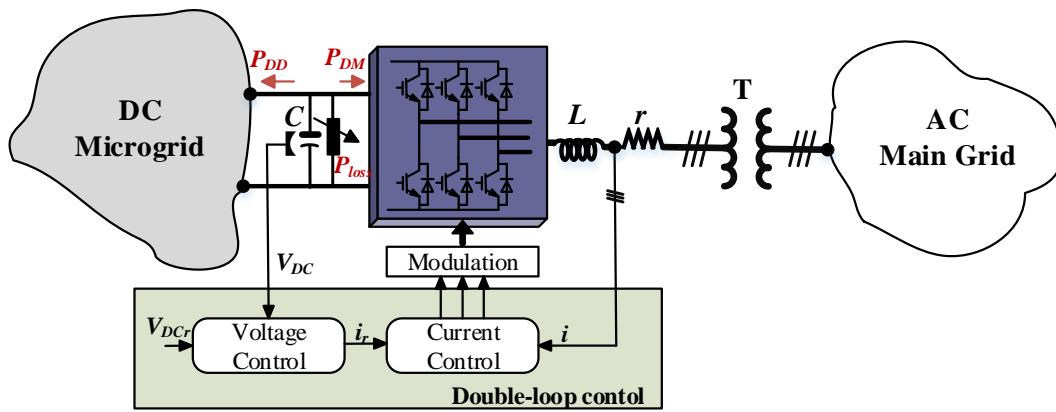 P_DD
P_DM
DC
Microgrid
C
P_loss
L
r
T
AC
Main Grid
V_DC
Modulation
V_DCr
Voltage
Control
i_r
Current
Control
i
Double-loop contol